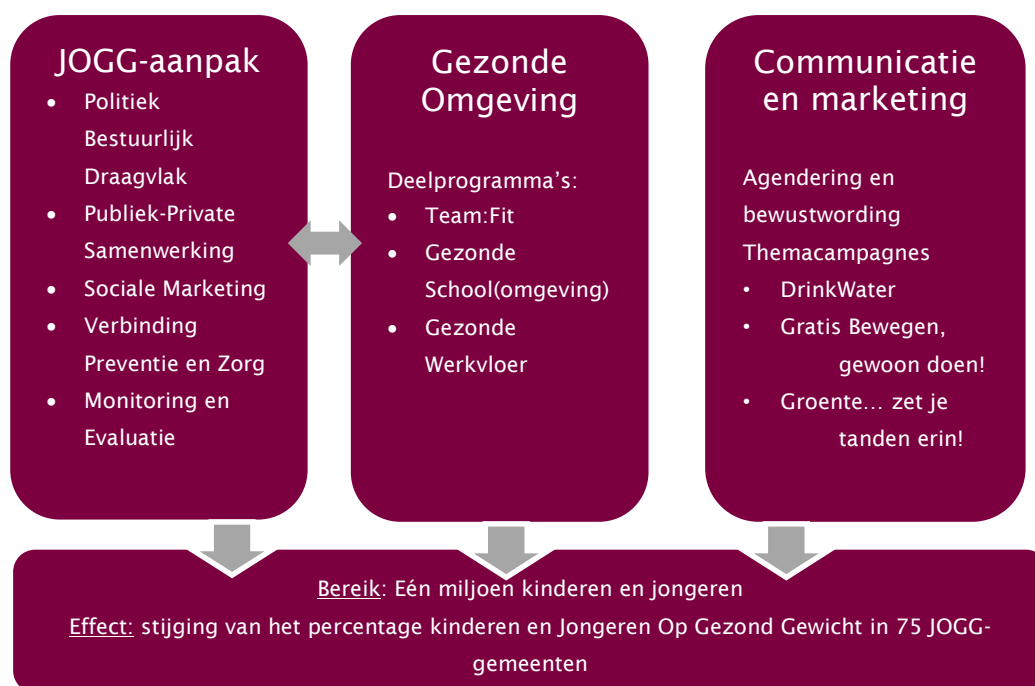 JOGG-aanpak
• Politiek
Bestuurlijk
Draagvlak
• Publiek-Private
Samenwerking
• Sociale Marketing
• Verbinding
Preventie en Zorg
• Monitoring en
Evaluatie
Gezonde
Omgeving
Deelprogramma's:
• Team:Fit
• Gezonde
School(omgeving)
• Gezonde
Werkvloer
Communicatie
en marketing
Agendering en
bewustwording
Themacampagnes
• DrinkWater
• Gratis Bewegen,
gewoon doen!
• Groente... zet je
tanden erin!
Bereik: Eén miljoen kinderen en jongeren
Effect: stijging van het percentage kinderen en Jongeren Op Gezond Gewicht in 75 JOGG-
gemeenten